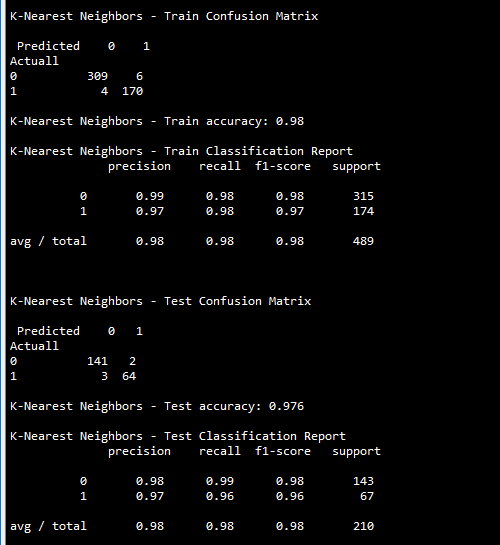 K-Nearest Neighbors - Train Confusion Matrix
Predicted 0 1
Actuall
0 309 6
1 4 170
K-Nearest Neighbors - Train accuracy: 0.98
K-Nearest Neighbors - Train Classification Report
precision recall f1-score support
0 0.99 0.98 0.98 315
1 0.97 0.98 0.97 174
avg / total 0.98 0.98 0.98 489
K-Nearest Neighbors - Test Confusion Matrix
Predicted 0 1
Actuall
0 141 2
1 3 64
K-Nearest Neighbors - Test accuracy: 0.976
K-Nearest Neighbors - Test Classification Report
precision recall f1-score support
0 0.98 0.99 0.98 143
1 0.97 0.96 0.96 67
avg / total 0.98 0.98 0.98 210